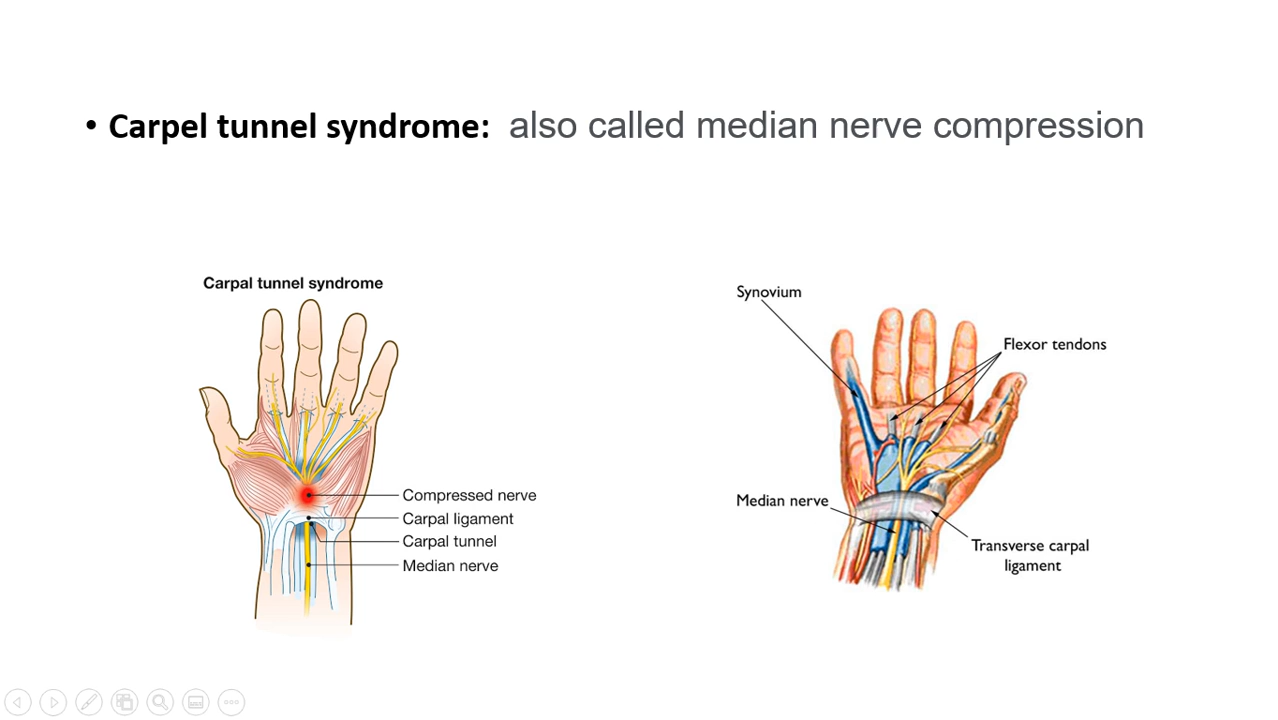 • Carpel tunnel syndrome: also called median nerve compression
Carpal tunnel syndrome
Compressed nerve
Carpal ligament
Carpal tunnel
Median nerve
Synovium
Flexor tendons
Median nerve
Transverse carpal
ligament